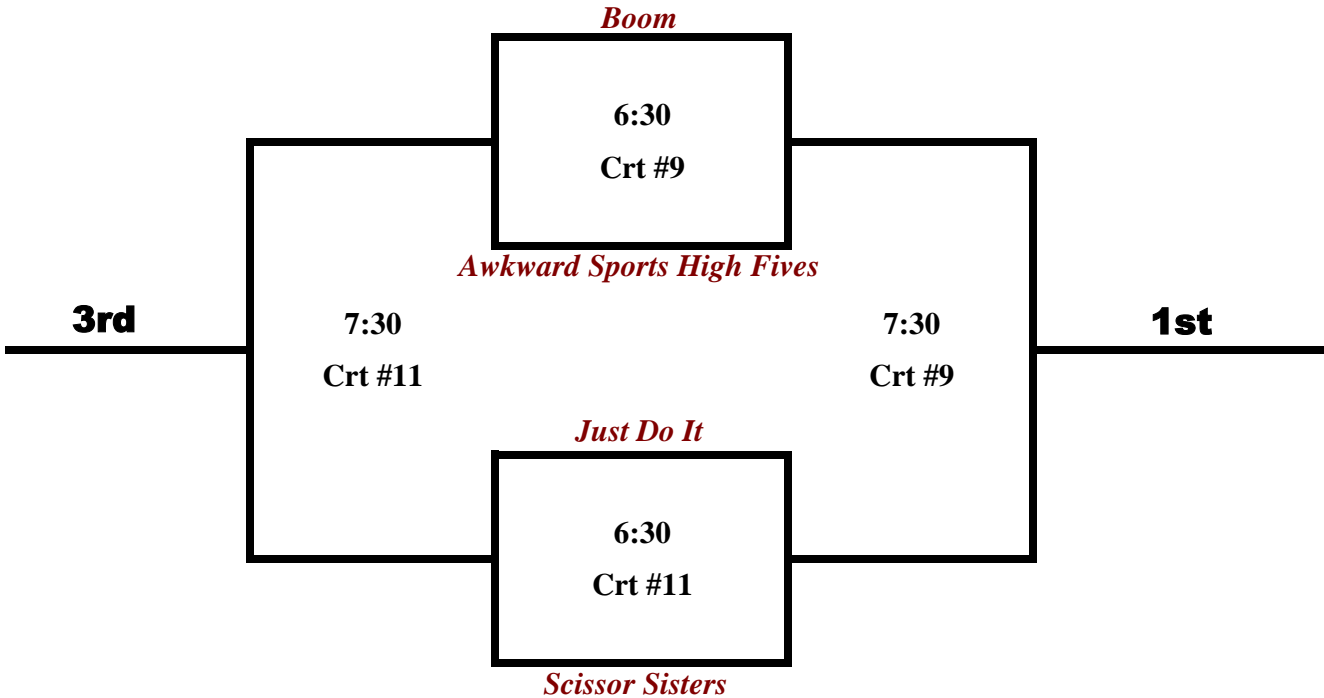 Boom
6:30
Crt #9
Awkward Sports High Fives
3rd
7:30
Crt #11
7:30
Crt #9
1st
Just Do It
6:30
Crt #11
Scissor Sisters